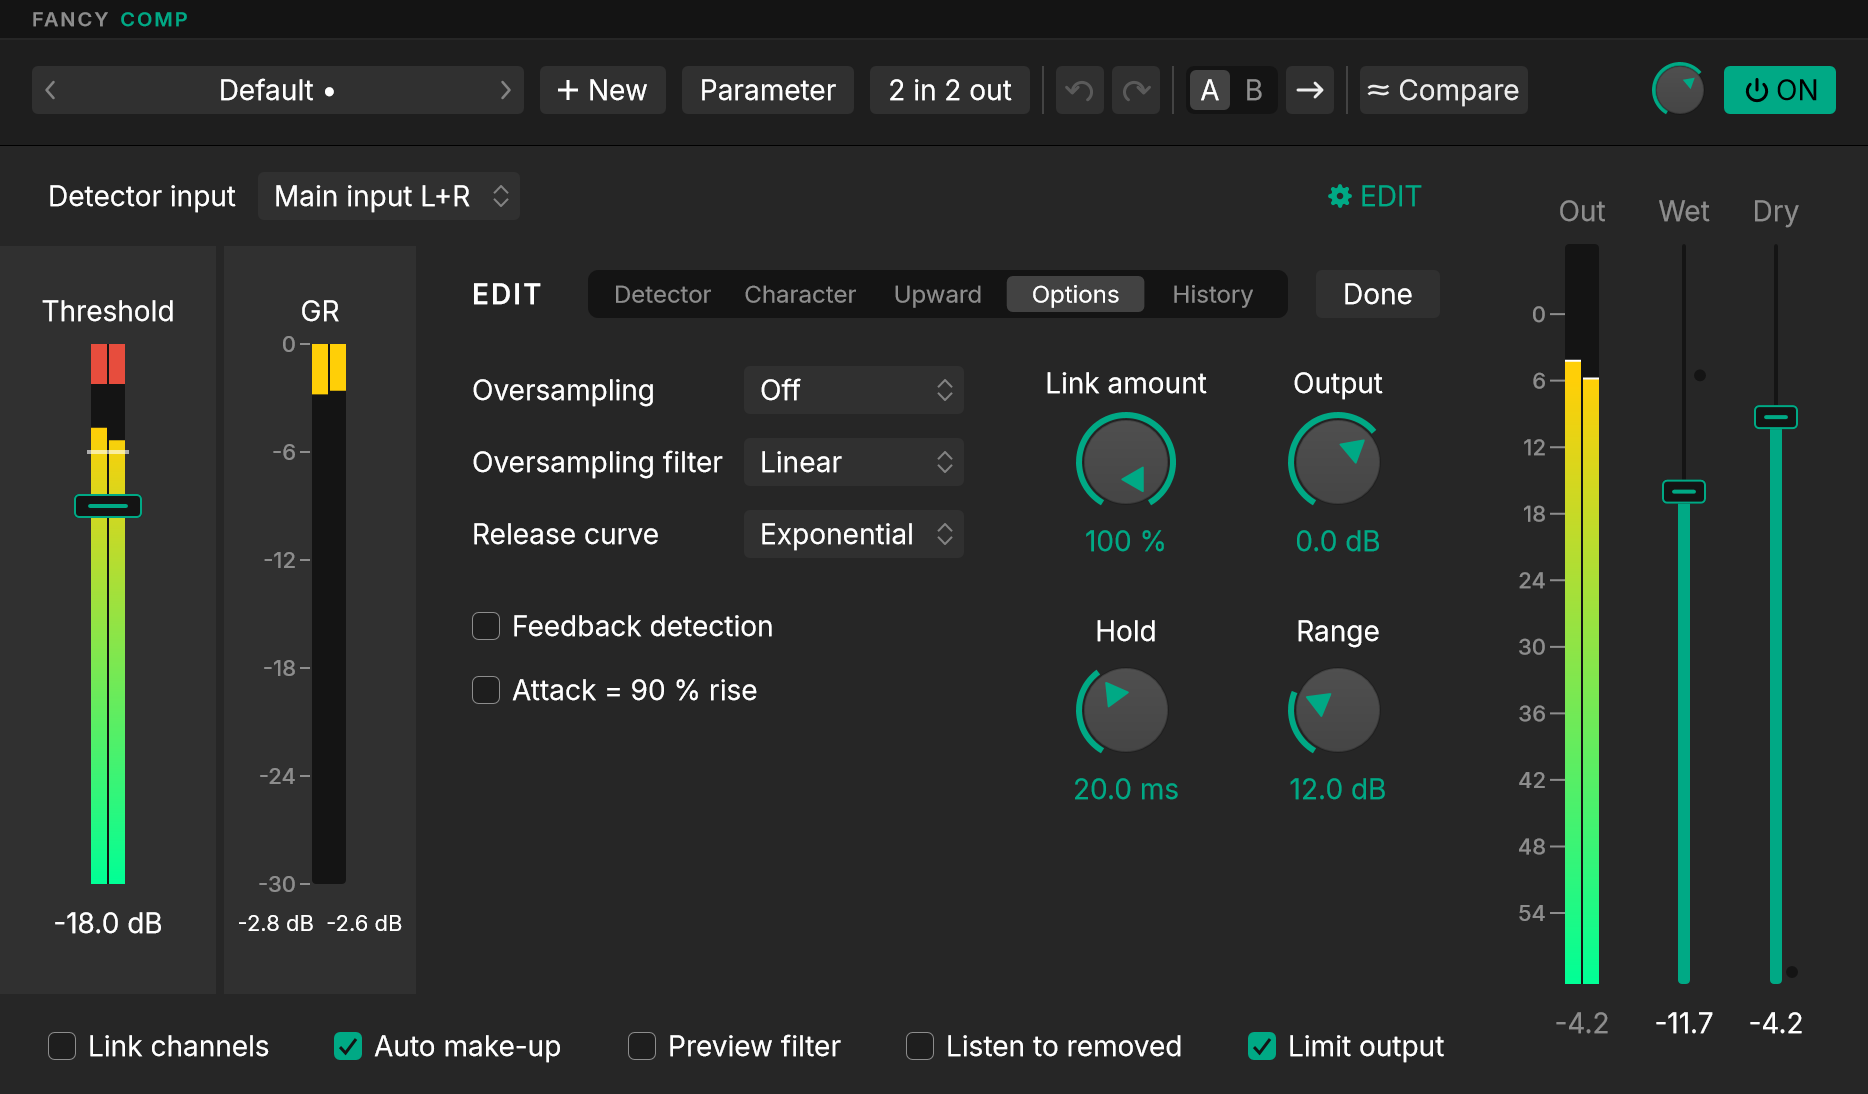 FANCY COMP
Default •
+ New
Parameter
2 in 2 out
A B
≈ Compare
ON
Detector input
Main input L+R
EDIT
Out
Wet
Dry
Threshold
-18.0 dB
GR
0
-6
-12
-18
-24
-30
-2.8 dB -2.6 dB
EDIT
Detector
Character
Upward
Options
History
Done
Oversampling
Off
Oversampling filter
Linear
Release curve
Exponential
Feedback detection
Attack = 90 % rise
Link amount
100 %
Output
0.0 dB
Hold
20.0 ms
Range
12.0 dB
0
6
12
18
24
30
36
42
48
54
-4.2
-11.7
-4.2
Link channels
Auto make-up
Preview filter
Listen to removed
Limit output